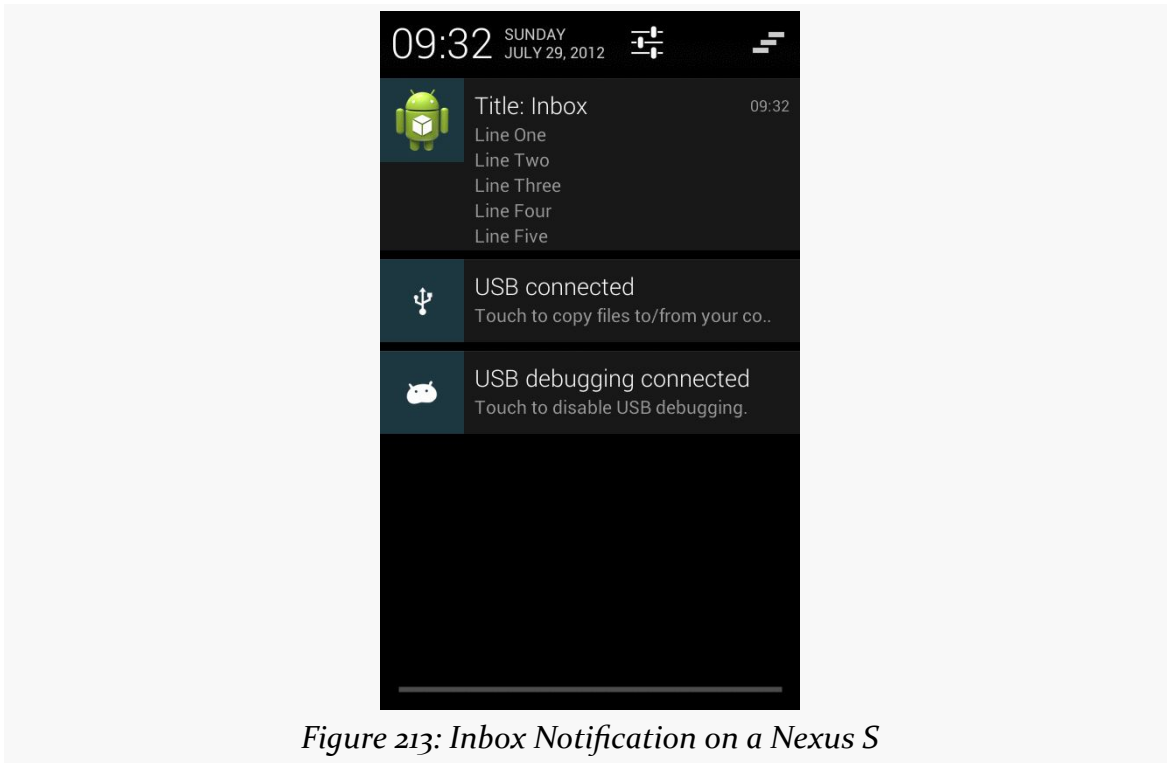 09:32 SUNDAY
JULY 29, 2012
Title: Inbox 09:32
Line One
Line Two
Line Three
Line Four
Line Five
USB connected
Touch to copy files to/from your co..
USB debugging connected
Touch to disable USB debugging.
Figure 213: Inbox Notification on a Nexus S